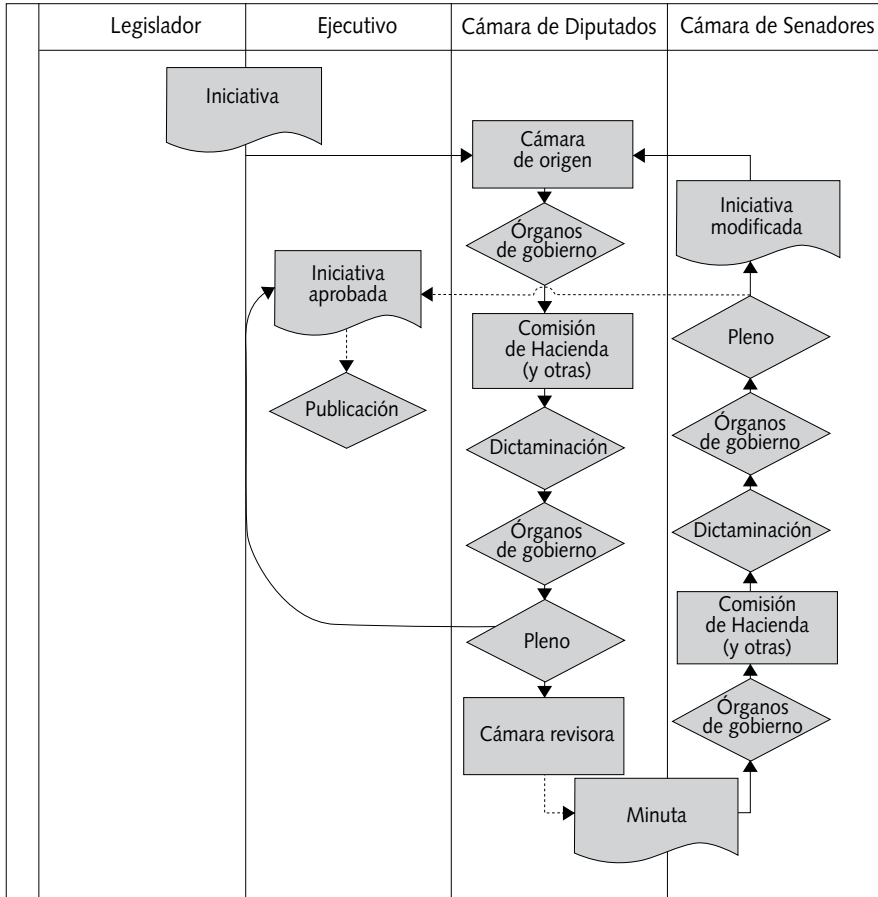 Legislador
Ejecutivo
Cámara de Diputados
Cámara de Senadores
Iniciativa
Cámara
de origen
Órganos
de gobierno
Iniciativa
aprobada
Comisión
de Hacienda
(y otras)
Publicación
Dictaminación
Órganos
de gobierno
Pleno
Cámara revisora
Minuta
Iniciativa
modificada
Pleno
Órganos
de gobierno
Dictaminación
Comisión
de Hacienda
(y otras)
Órganos
de gobierno